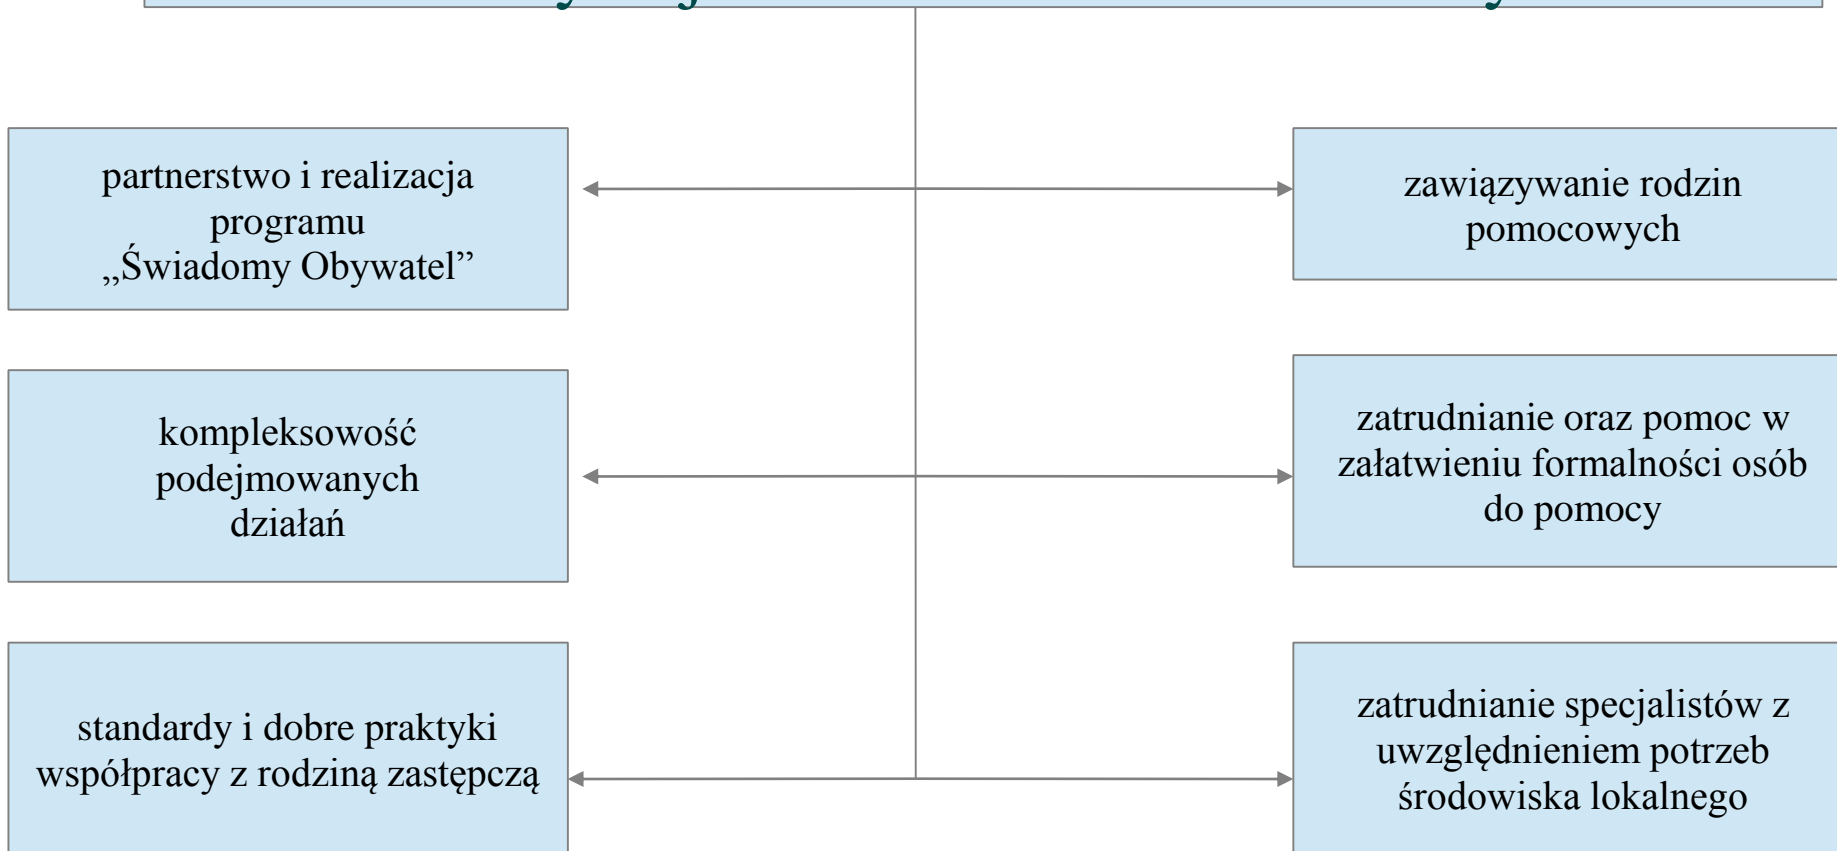 partnerstwo i realizacja
programu
„Świadomy Obywatel”
zawiązywanie rodzin
pomocowych
kompleksowość
podejmowanych
działań
zatrudnianie oraz pomoc w
załatwieniu formalności osób
do pomocy
standardy i dobre praktyki
współpracy z rodziną zastępczą
zatrudnianie specjalistów z
uwzględnieniem potrzeb
środowiska lokalnego